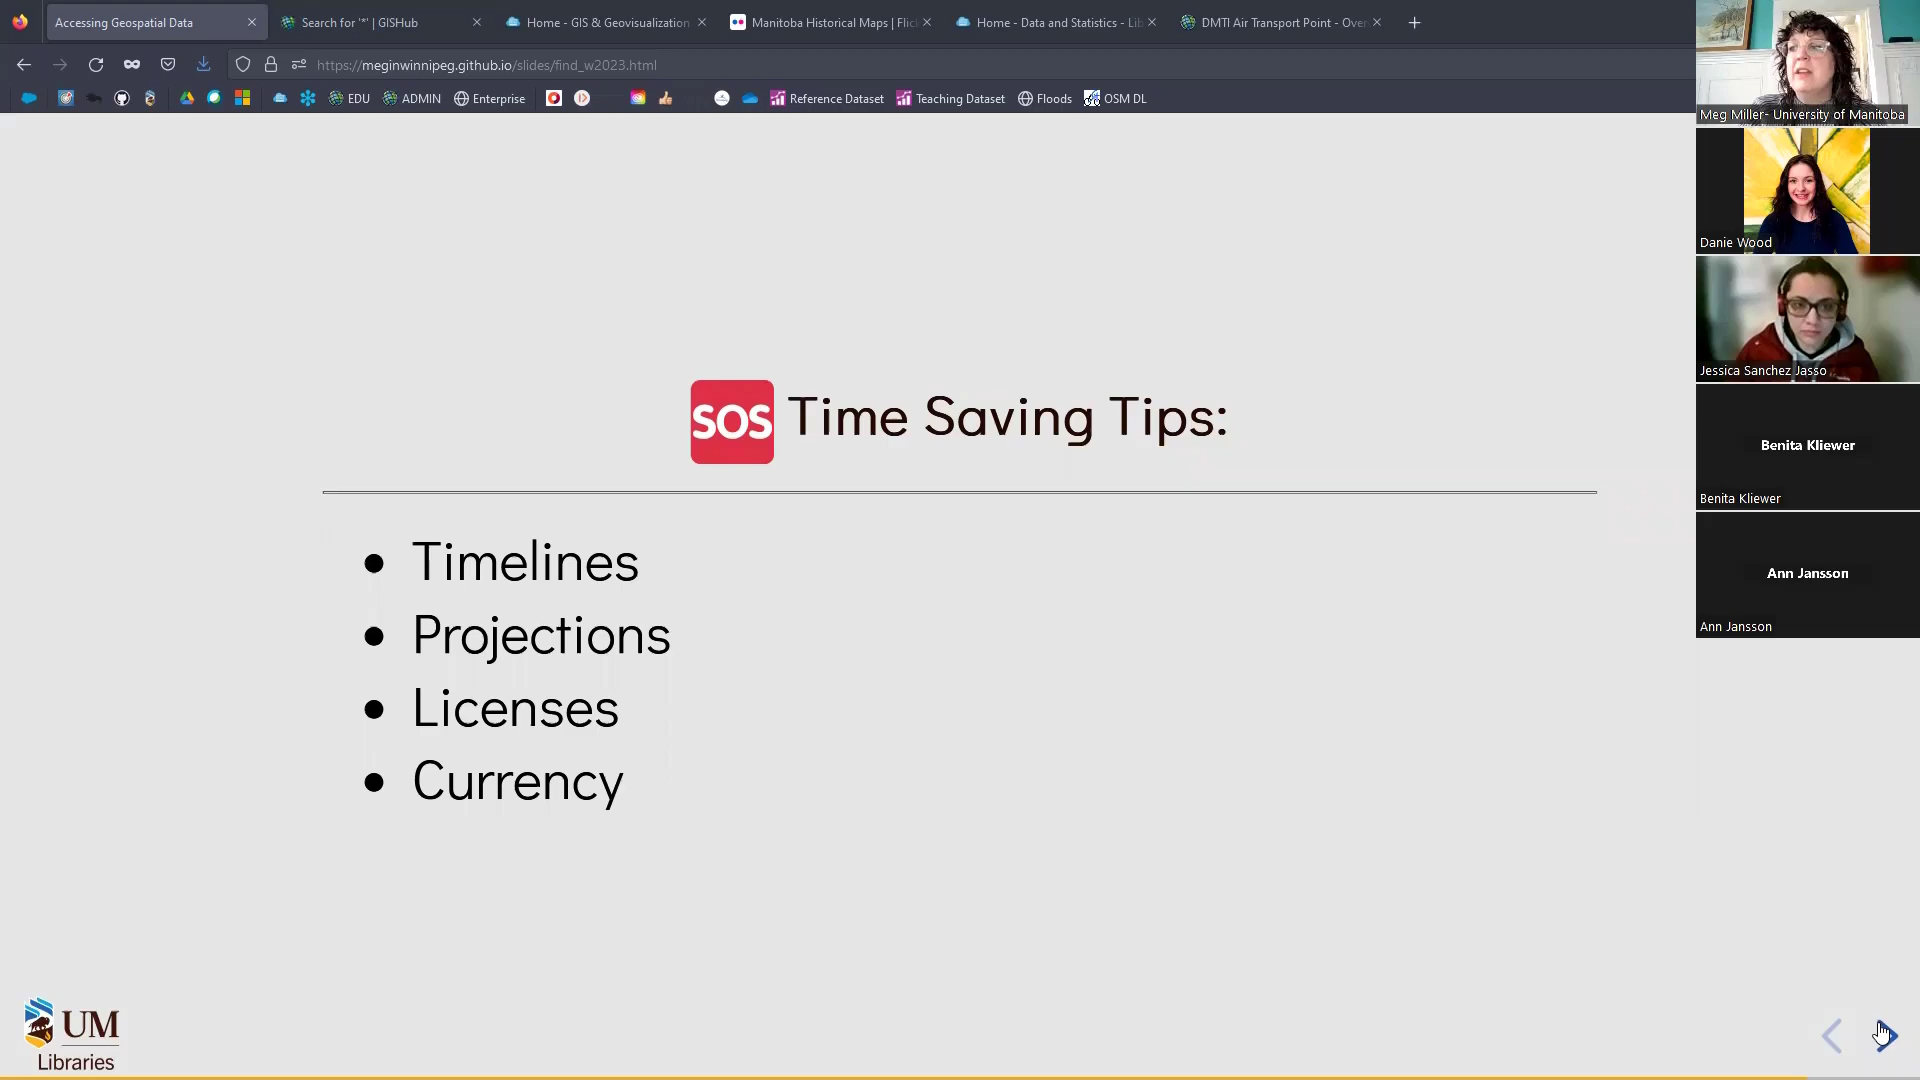 Accessing Geospatial Data
Search for '*' | GISHub
Home - GIS & Geovisualization
Manitoba Historical Maps | Flic
Home - Data and Statistics - Lib
DMTI Air Transport Point - Over
https://meginwinnipeg.github.io/slides/find_w2023.html
EDU
ADMIN
Enterprise
Reference Dataset
Teaching Dataset
Floods
OSM DL
Meg Miller- University of Manitoba
Danie Wood
Jessica Sanchez Jasso
Benita Kliewer
Benita Kliewer
Ann Jansson
Ann Jansson
SOS Time Saving Tips:
• Timelines
• Projections
• Licenses
• Currency
UM
Libraries